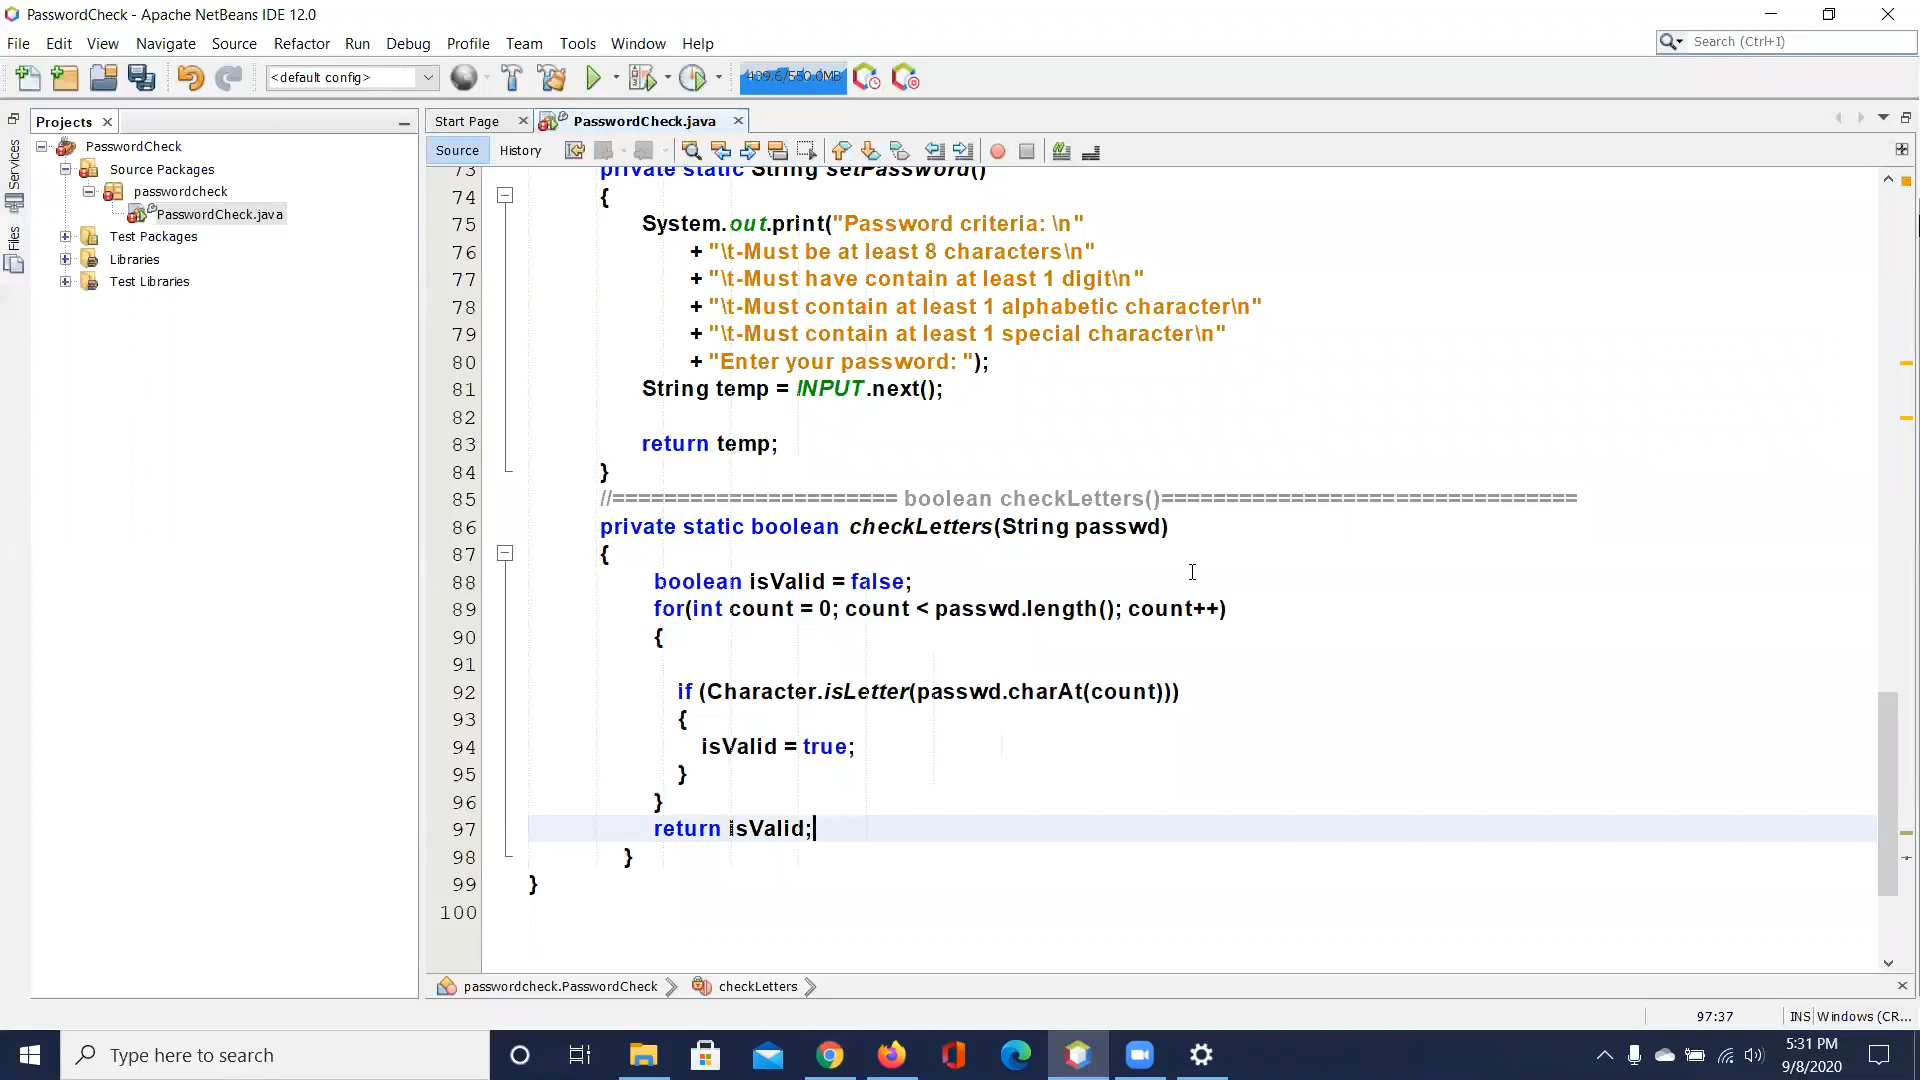 PasswordCheck - Apache NetBeans IDE 12.0
File Edit View Navigate Source Refactor Run Debug Profile Team Tools Window Help
Search (Ctrl+I)
<default config>
439.6/550.0MB
Projects
Start Page
PasswordCheck.java
Services
Files
PasswordCheck
Source Packages
passwordcheck
PasswordCheck.java
Test Packages
Libraries
Test Libraries
Source History
73 private static String setPassword()
74 {
75 System.out.print("Password criteria: \n"
76 + "\t-Must be at least 8 characters\n"
77 + "\t-Must have contain at least 1 digit\n"
78 + "\t-Must contain at least 1 alphabetic character\n"
79 + "\t-Must contain at least 1 special character\n"
80 + "Enter your password: ");
81 String temp = INPUT.next();
82
83 return temp;
84 }
85 //====================== boolean checkLetters()================================
86 private static boolean checkLetters(String passwd)
87 {
88 boolean isValid = false;
89 for(int count = 0; count < passwd.length(); count++)
90 {
91
92 if (Character.isLetter(passwd.charAt(count)))
93 {
94 isValid = true;
95 }
96 }
97 return isValid;
98 }
99 }
100
passwordcheck.PasswordCheck
checkLetters
97:37
INS
Windows (CR...
Type here to search
5:31 PM
9/8/2020